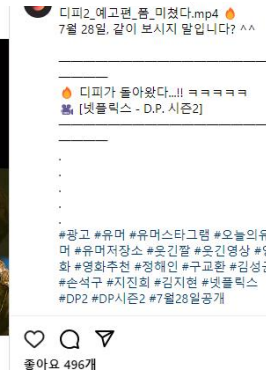 디피2_예고편_폼_미쳤다.mp4 🔥
7월 28일, 같이 보시지 말입니다? ^^
🔥 디피가 돌아왔다...!! ㅋㅋㅋㅋㅋ
🎥 [넷플릭스 - D.P. 시즌2]
.
.
.
.
.
#광고 #유머 #유머스타그램 #오늘의유
머 #유머저장소 #웃긴짤 #웃긴영상
화 #영화추천 #정해인 #구교환 #김성균
#손석구 #지진희 #김지현 #넷플릭스
#DP2 #DP시즌2 #7월28일공개
좋아요 496개